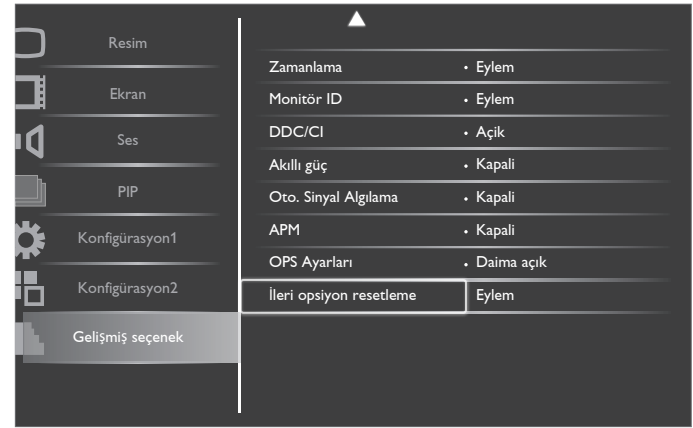 Resim
Ekran
Ses
PIP
Konfigürasyon1
Konfigürasyon2
Gelişmiş seçenek
Zamanlama • Eylem
Monitör ID • Eylem
DDC/CI • Açik
Akıllı güç • Kapali
Oto. Sinyal Algılama • Kapali
APM • Kapali
OPS Ayarları • Daima açık
İleri opsiyon resetleme Eylem